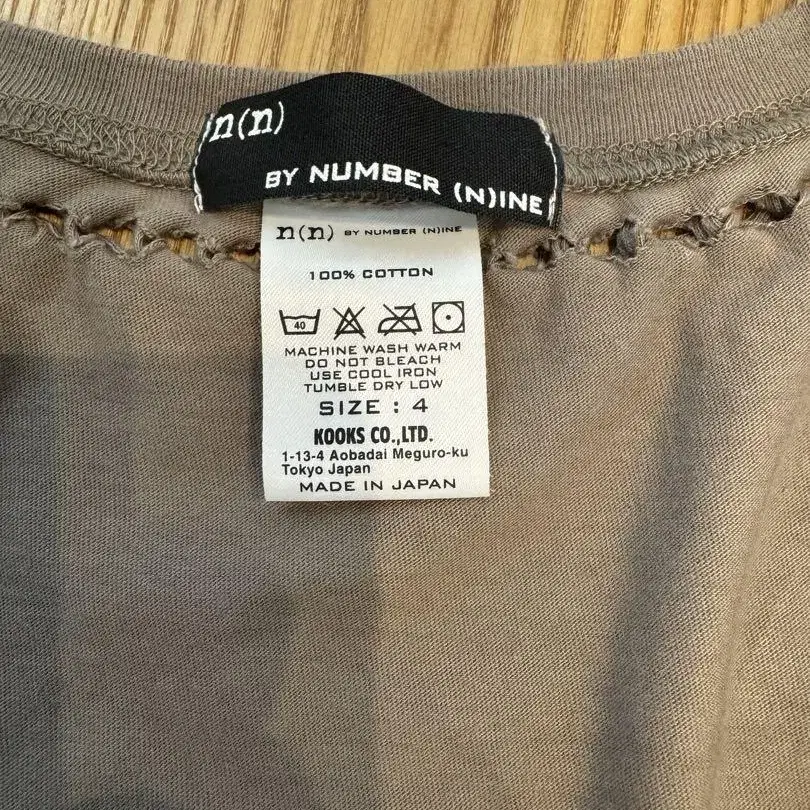 n(n)
BY NUMBER (N)INE
n(n) BY NUMBER (N)INE
100% COTTON
40
MACHINE WASH WARM
DO NOT BLEACH
USE COOL IRON
TUMBLE DRY LOW
SIZE : 4
KOOKS CO.,LTD.
1-13-4 Aobadai Meguro-ku
Tokyo Japan
MADE IN JAPAN